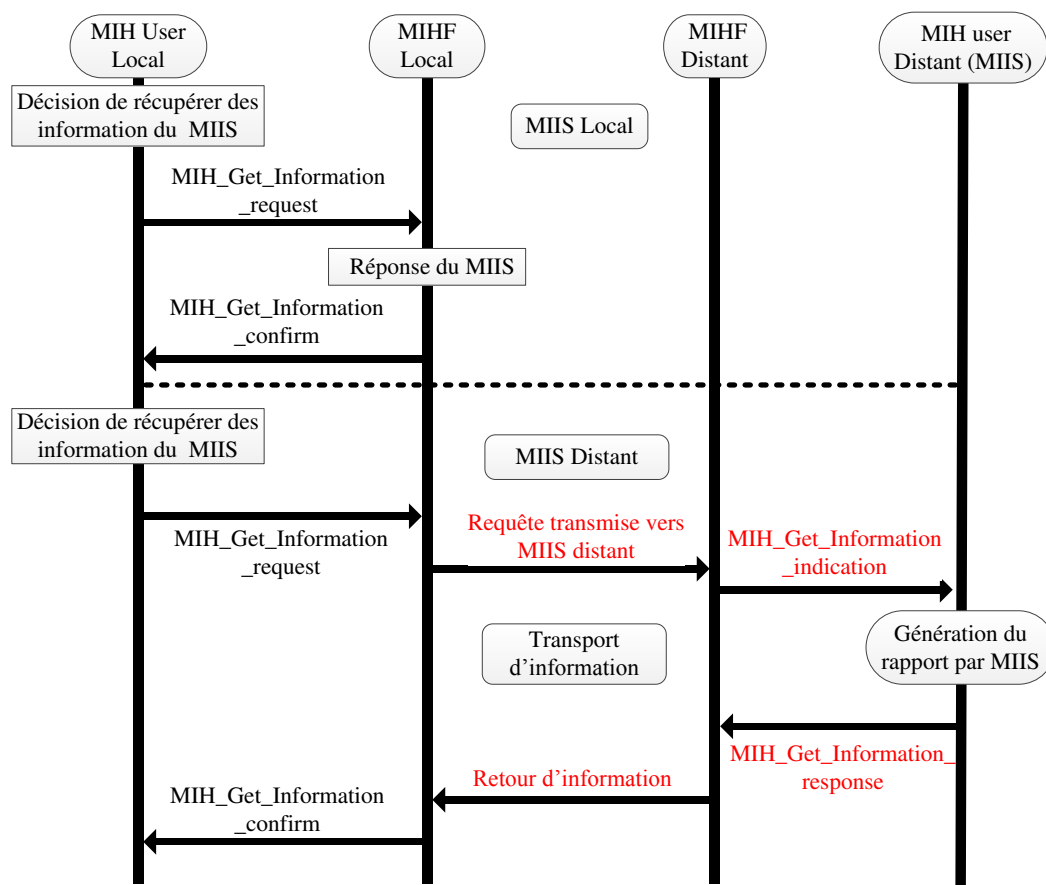 MIH User
Local
MIHF
Local
MIHF
Distant
MIH user
Distant (MIIS)
Décision de récupérer des
information du MIIS
MIIS Local
MIH_Get_Information
_request
Réponse du MIIS
MIH_Get_Information
_confirm
Décision de récupérer des
information du MIIS
MIIS Distant
MIH_Get_Information
_request
Requête transmise vers
MIIS distant
MIH_Get_Information
_indication
Génération du
rapport par MIIS
Transport
d’information
MIH_Get_Information_
response
Retour d’information
MIH_Get_Information
_confirm